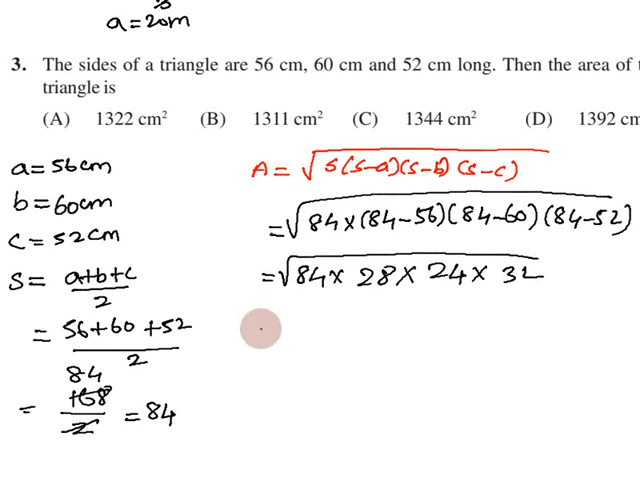 a = 20m
3. The sides of a triangle are 56 cm, 60 cm and 52 cm long. Then the area of
triangle is
(A) 1322 cm² (B) 1311 cm² (C) 1344 cm² (D) 1392 cm
a = 56cm
b = 60cm
c = 52cm
S = a+b+c / 2
= 56+60+52 / 2
84
= 168 / 2 = 84
A = √s(s-a)(s-b)(s-c)
= √84×(84-56)(84-60)(84-52)
= √84× 28× 24× 32